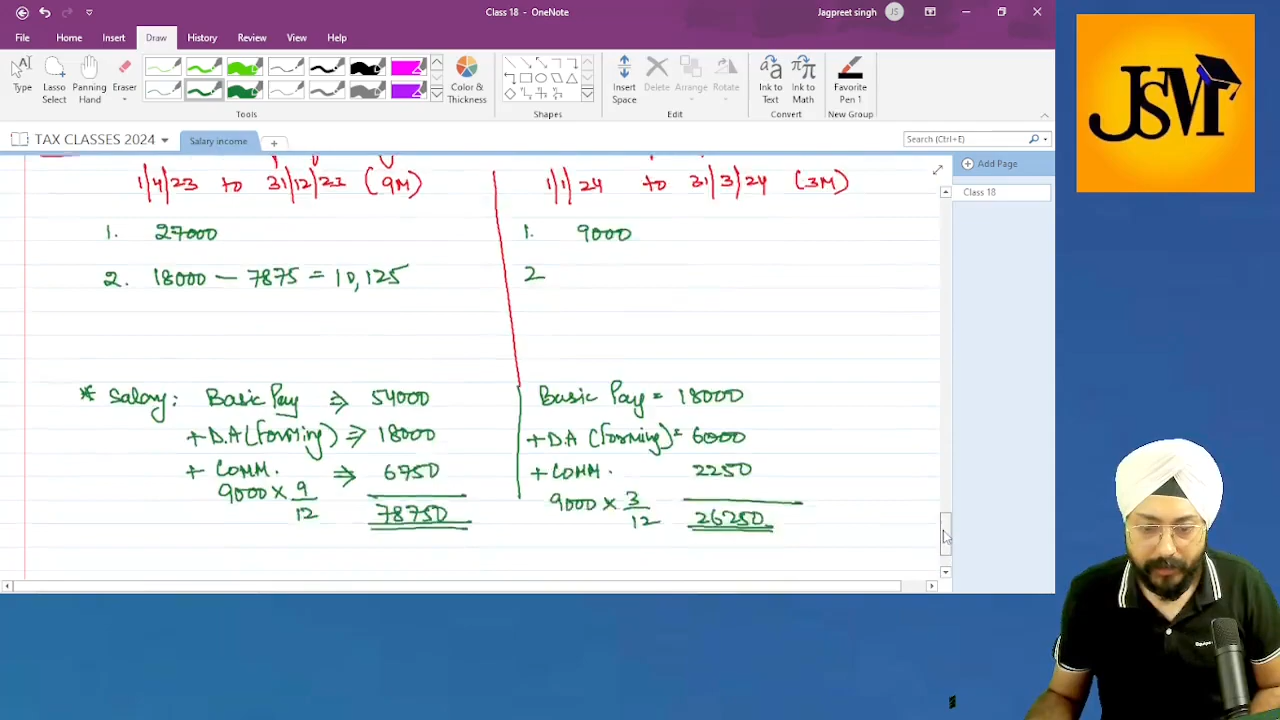 Class 18 - OneNote
Jagpreet singh JS
File Home Insert Draw History Review View Help
Type
Lasso Select
Panning Hand
Eraser
Color & Thickness
Insert Space
Delete
Arrange
Rotate
Ink to Text
Ink to Math
Favorite Pen 1
Tools
Shapes
Edit
Convert
New Group
TAX CLASSES 2024
Salary income
Search (Ctrl+E)
Add Page
Class 18
1/4/23 to 31/12/23 (9M)
1. 27000
2. 18000 — 7875 = 10,125
1/1/24 to 31/3/24 (3M)
1. 9000
2
* Salary: Basic Pay ⇒ 54000
+ D.A (Forming) ⇒ 18000
+ COMM. ⇒ 6750
9000 × 9/12
78750
Basic Pay = 18000
+ DA (Forming) = 6000
+ COMM. 2250
9000 × 3/12
26250
JSM